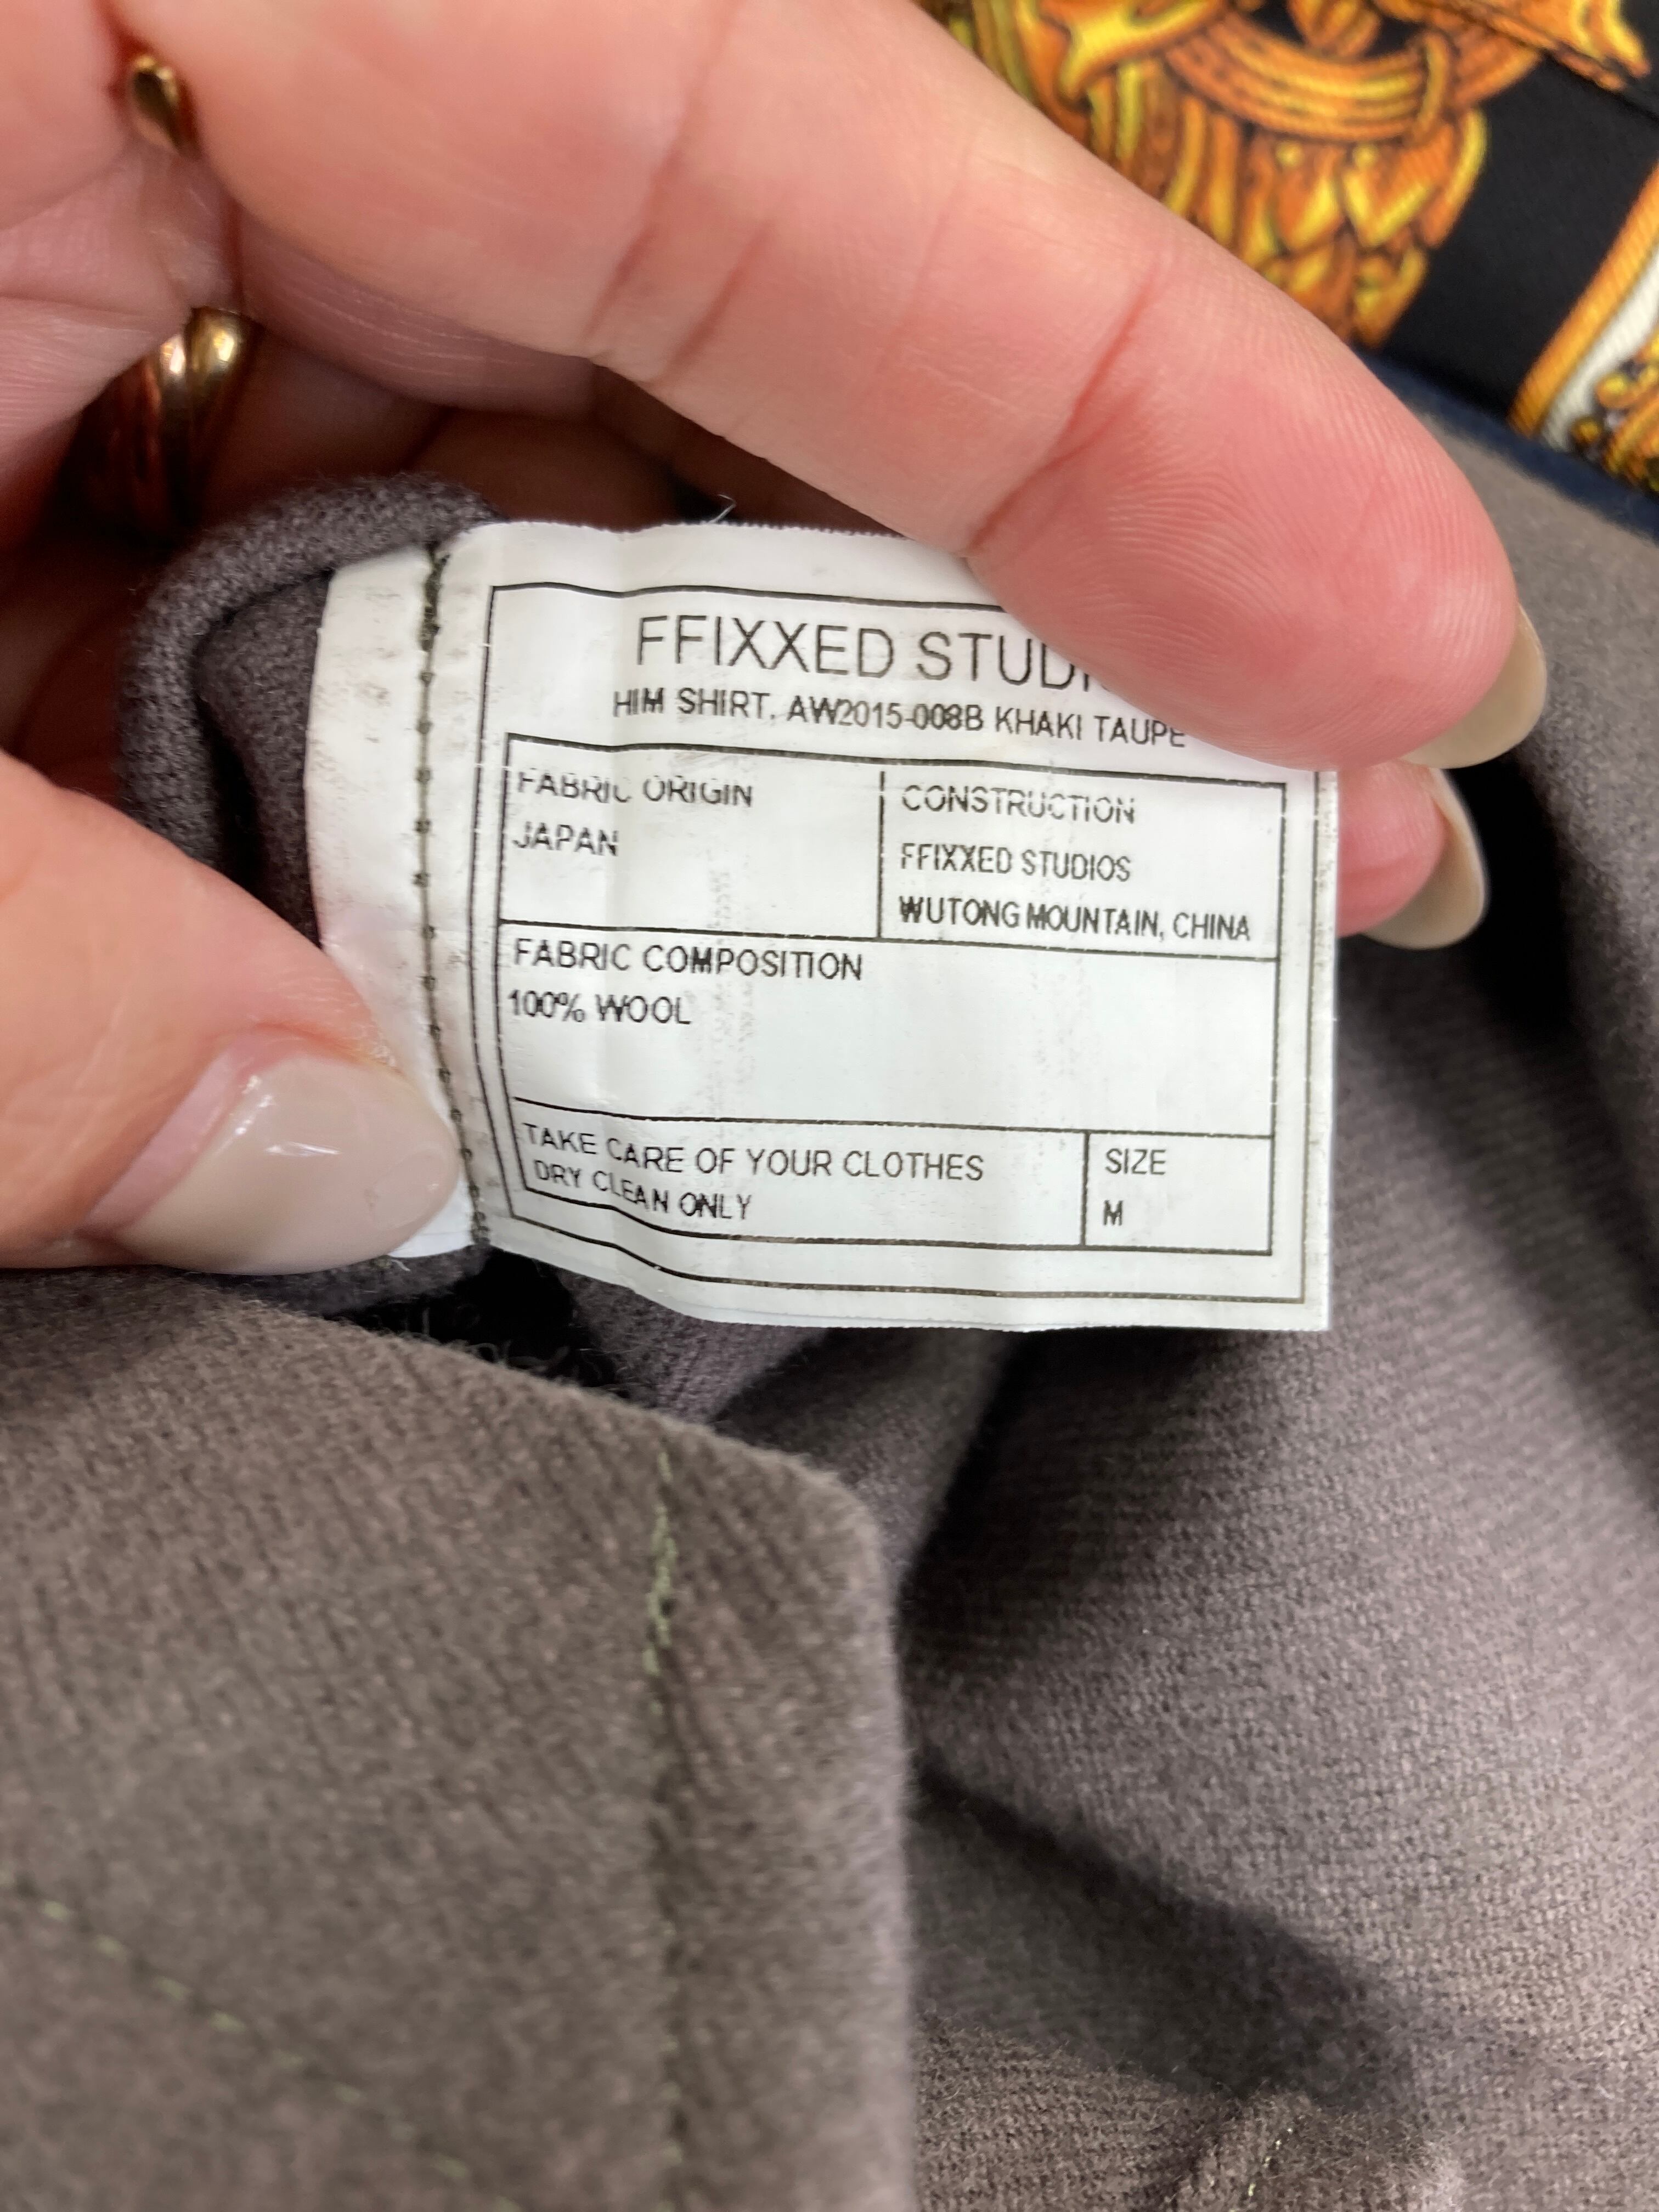 FFIXXED STUDI
HIM SHIRT. AW2015-008B KHAKI TAUPE
FABRIC ORIGIN
JAPAN
CONSTRUCTION
FFIXXED STUDIOS
WUTONG MOUNTAIN, CHINA
FABRIC COMPOSITION
100% WOOL
TAKE CARE OF YOUR CLOTHES
DRY CLEAN ONLY
SIZE
M